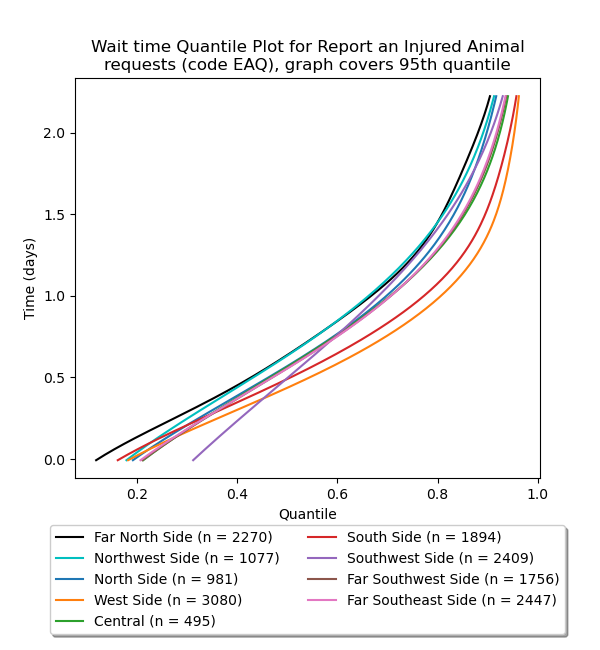 Wait time Quantile Plot for Report an Injured Animal
requests (code EAQ), graph covers 95th quantile
Time (days)
2.0
1.5
1.0
0.5
0.0
0.2
0.4
0.6
0.8
1.0
Quantile
Far North Side (n = 2270)
Northwest Side (n = 1077)
North Side (n = 981)
West Side (n = 3080)
Central (n = 495)
South Side (n = 1894)
Southwest Side (n = 2409)
Far Southwest Side (n = 1756)
Far Southeast Side (n = 2447)